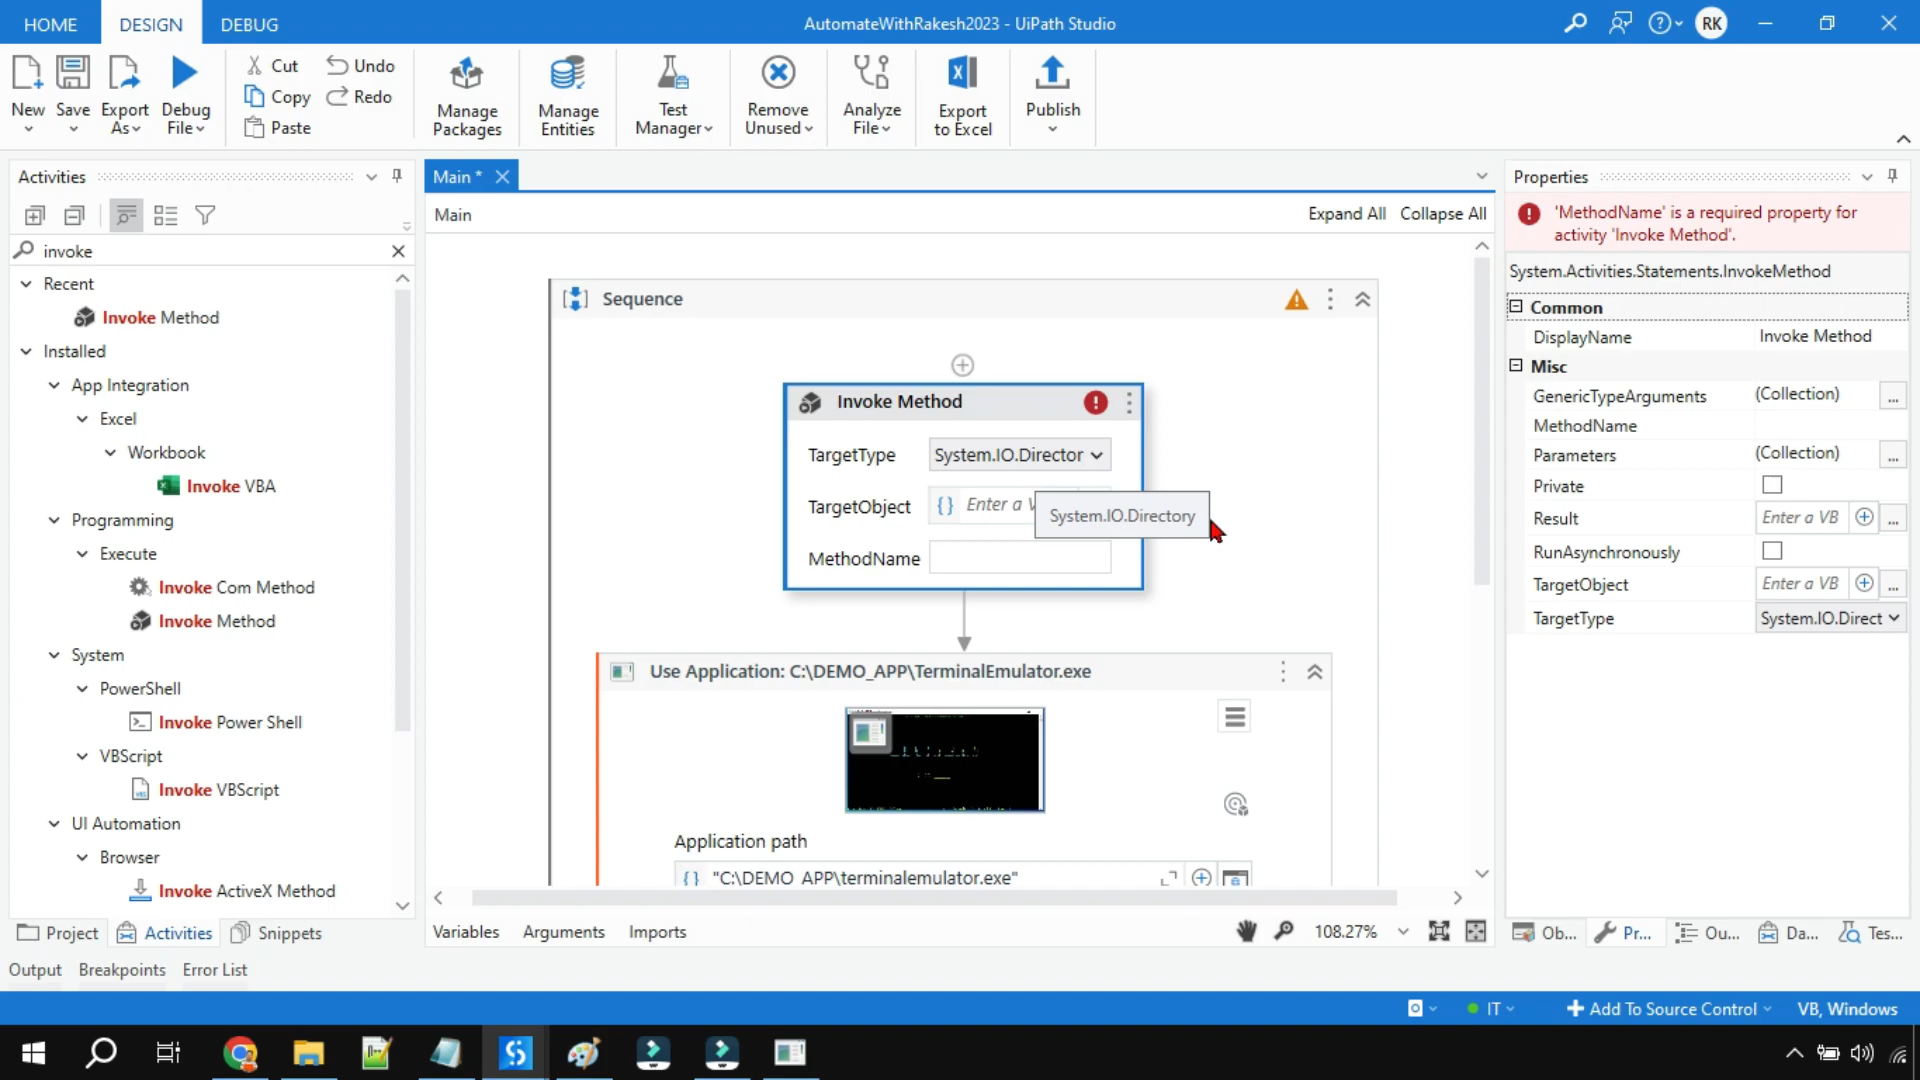 HOME
DESIGN
DEBUG
AutomateWithRakesh2023 - UiPath Studio
RK
New
Save
Export
As
Debug
File
Cut
Copy
Paste
Undo
Redo
Manage
Packages
Manage
Entities
Test
Manager
Remove
Unused
Analyze
File
Export
to Excel
Publish
Activities
invoke
Recent
Invoke Method
Installed
App Integration
Excel
Workbook
Invoke VBA
Programming
Execute
Invoke Com Method
Invoke Method
System
PowerShell
Invoke Power Shell
VBScript
Invoke VBScript
UI Automation
Browser
Invoke ActiveX Method
Project
Activities
Snippets
Main *
Main
Expand All
Collapse All
Sequence
Invoke Method
TargetType
System.IO.Director
TargetObject
Enter a V
System.IO.Directory
MethodName
Use Application: C:\DEMO_APP\TerminalEmulator.exe
Application path
"C:\DEMO_APP\terminalemulator.exe"
Variables
Arguments
Imports
108.27%
Properties
'MethodName' is a required property for
activity 'Invoke Method'.
System.Activities.Statements.InvokeMethod
Common
DisplayName
Invoke Method
Misc
GenericTypeArguments
(Collection)
...
MethodName
Parameters
(Collection)
...
Private
Result
Enter a VB
...
RunAsynchronously
TargetObject
Enter a VB
...
TargetType
System.IO.Direct
Ob...
Pr...
Ou...
Da...
Tes...
Output
Breakpoints
Error List
IT
Add To Source Control
VB, Windows